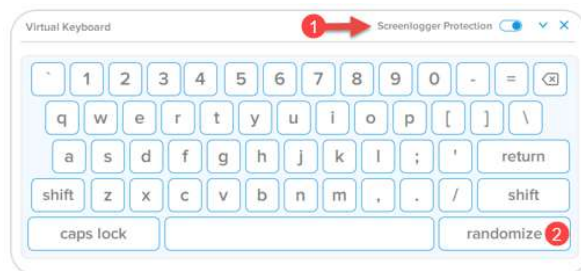 Virtual Keyboard 1 Screenlogger Protection
` 1 2 3 4 5 6 7 8 9 0 - =
q w e r t y u i o p [ ] \
a s d f g h j k l ; ' return
shift z x c v b n m , . / shift
caps lock randomize 2